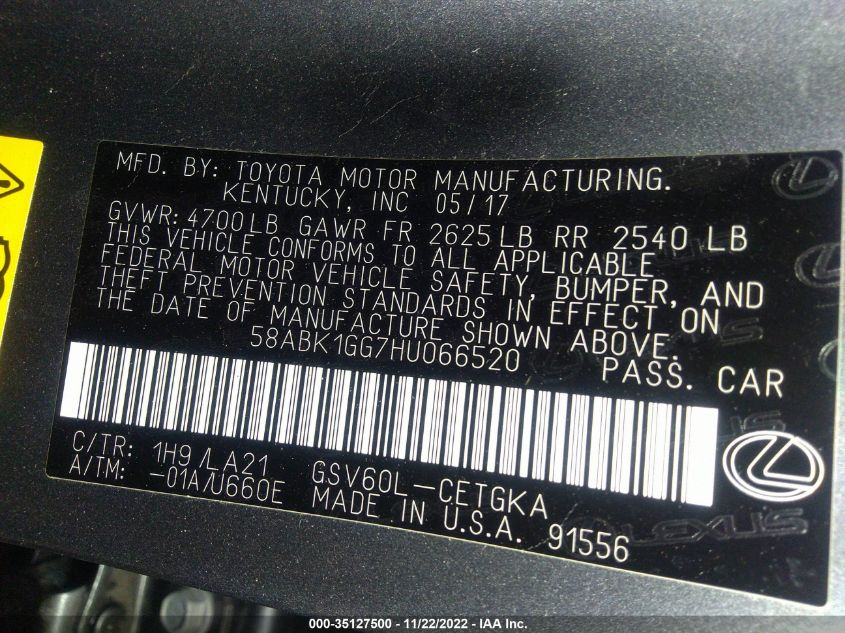 MFD. BY: TOYOTA MOTOR MANUFACTURING.
KENTUCKY, INC 05/17
GVWR: 4700LB GAWR FR 2625LB RR 2540 LB
THIS VEHICLE CONFORMS TO ALL APPLICABLE
FEDERAL MOTOR VEHICLE SAFETY, BUMPER, AND
THEFT PREVENTION STANDARDS IN EFFECT ON
THE DATE OF MANUFACTURE SHOWN ABOVE.
58ABK1GG7HU066520 PASS. CAR
C/TR: 1H9/LA21 GSV60L-CETGKA
A/TM: -01A/U660E MADE IN U.S.A. 91556
LEXUS
000-35127500 - 11/22/2022 - IAA Inc.